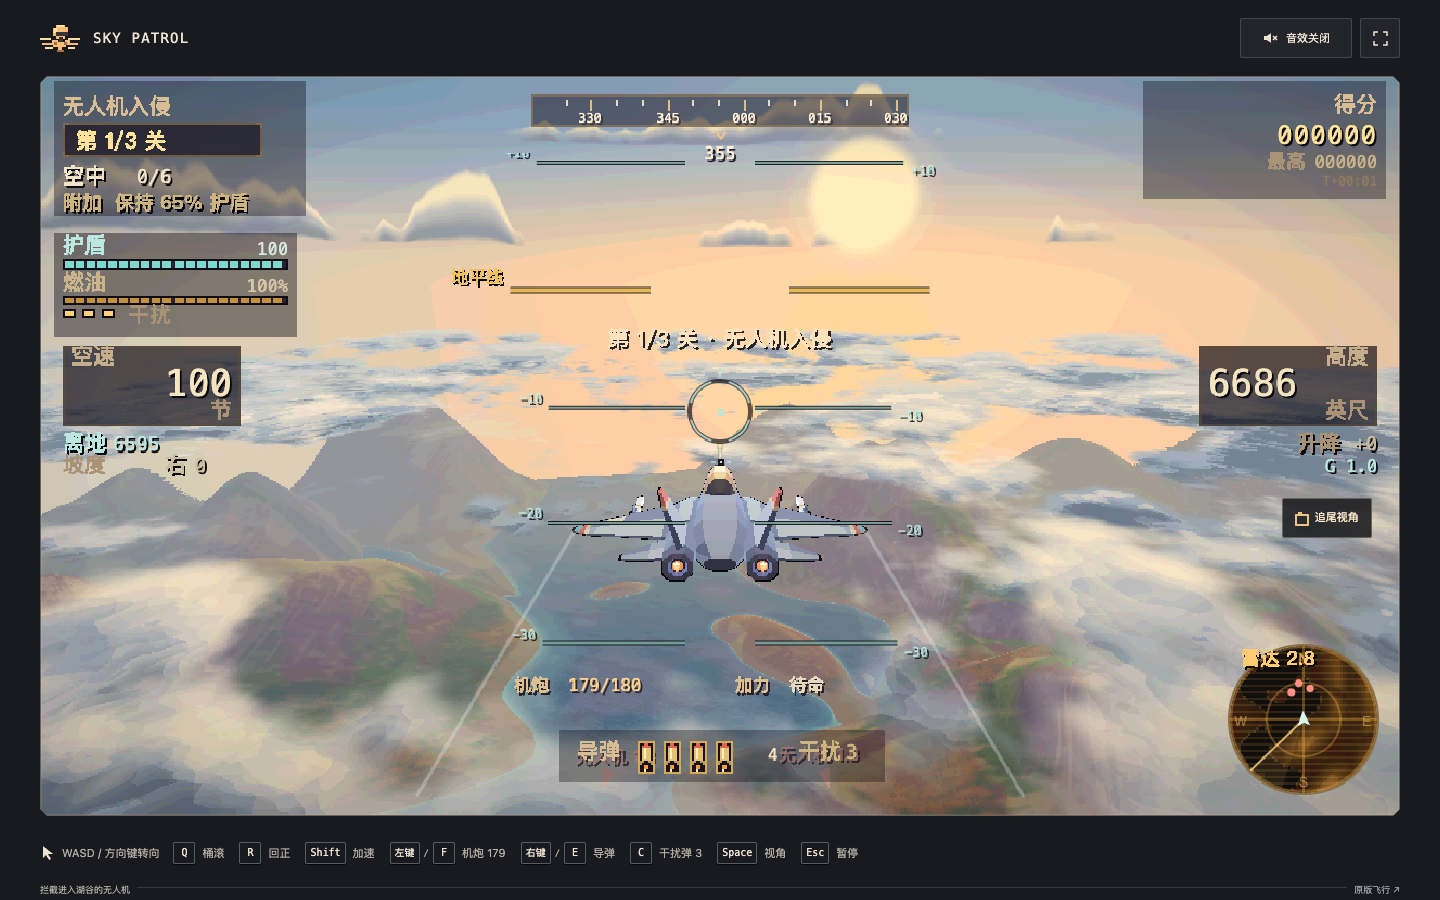 SKY PATROL
音效关闭
无人机入侵
第 1/3 关
空中 0/6
附加 保持 65% 护盾
护盾 100
燃油 100%
干扰
空速
100
节
离地 6595
坡度 右 0
330 345 000 015 030
355
+10 +10
地平线
第 1/3 关 · 无人机入侵
-10 -10
-20 -20
-30 -30
机炮 179/180 加力 待命
导弹 4 干扰 3
得分
000000
最高 000000
T+00:01
高度
6686
英尺
升降 +0
G 1.0
追尾视角
雷达 2.8
W E
S
WASD / 方向键转向 Q 桶滚 R 回正 Shift 加速 左键 / F 机炮 179 右键 / E 导弹 C 干扰弹 3 Space 视角 Esc 暂停
拦截进入湖谷的无人机
原版飞行 ↗